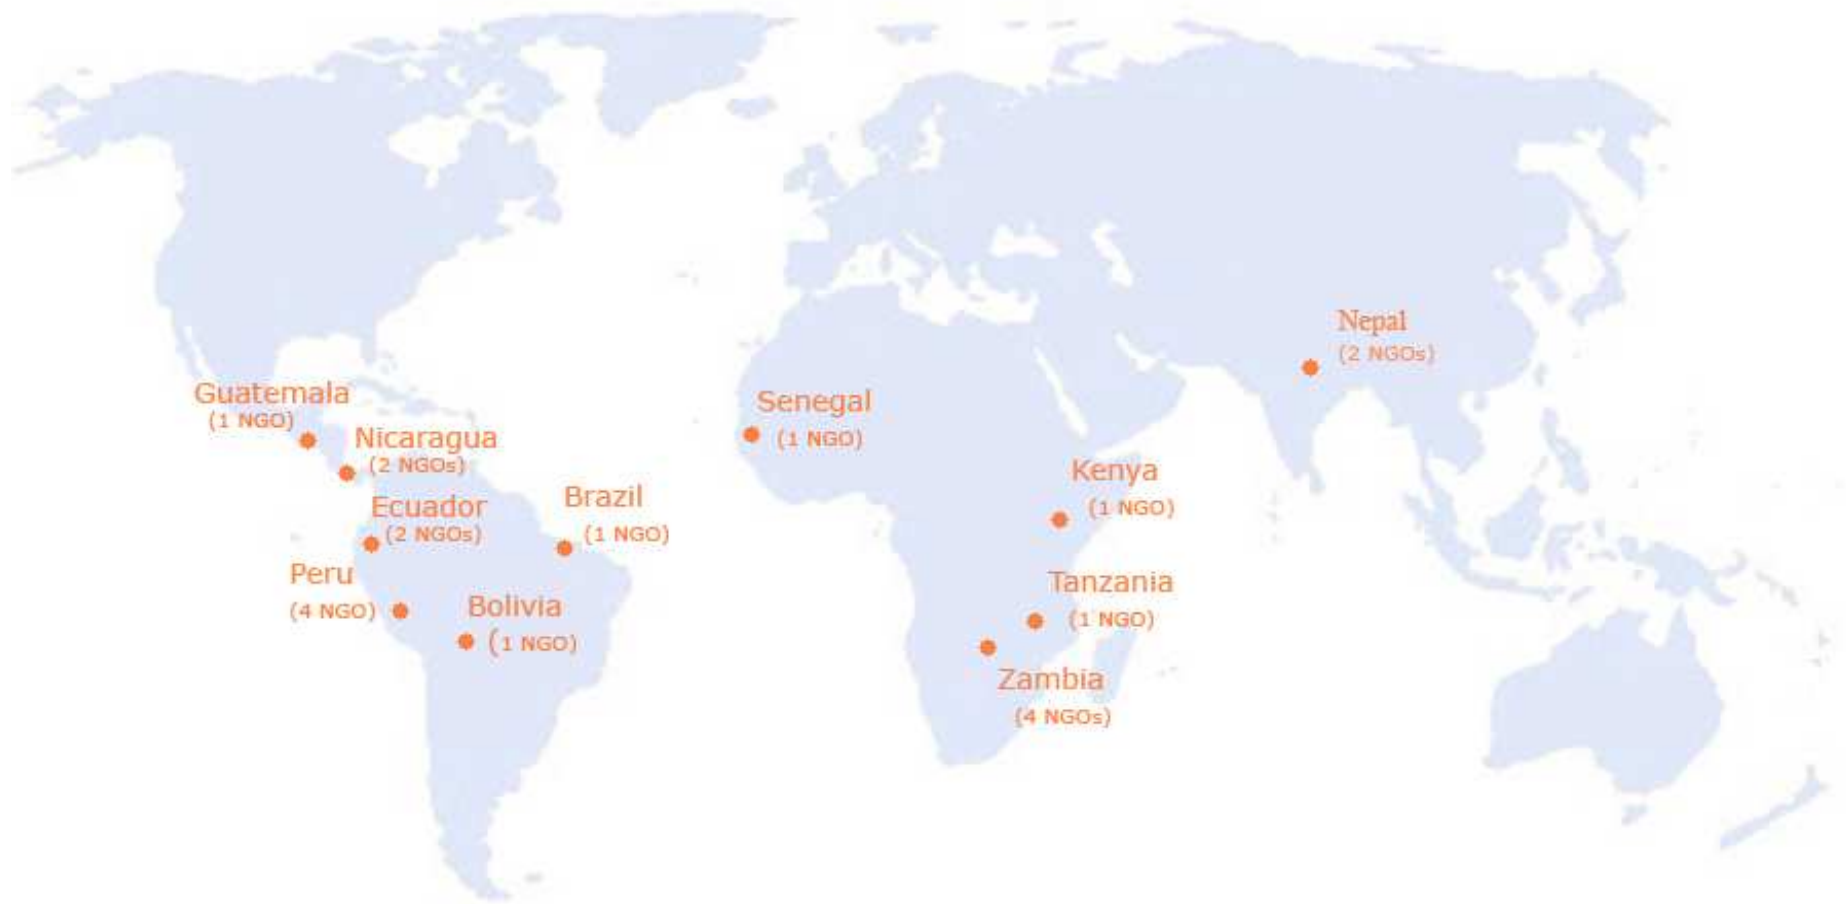 Nepal
(2 NGOs)
Guatemala
(1 NGO)
Senegal
(1 NGO)
Nicaragua
(2 NGOs)
Kenya
(1 NGO)
Brazil
(1 NGO)
Ecuador
(2 NGOs)
Peru
(4 NGO)
Tanzania
(1 NGO)
Bolivia
(1 NGO)
Zambia
(4 NGOs)